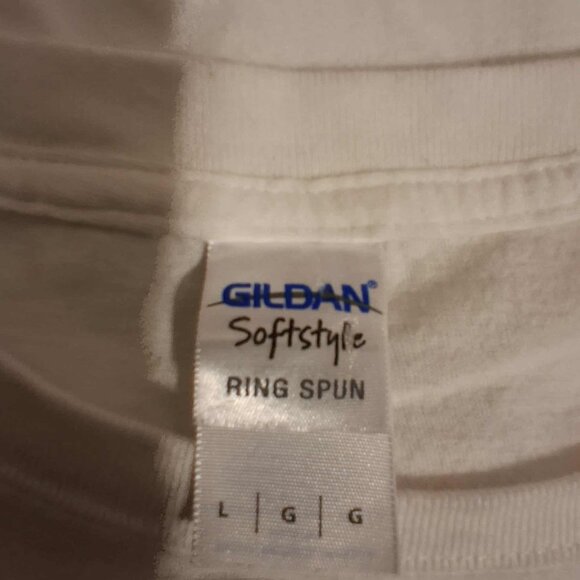 GILDAN®
Softstyle
RING SPUN
L | G | G